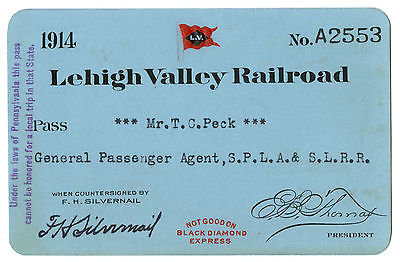 1914
L.V.
No. A2553
Lehigh Valley Railroad
Pass *** Mr. T. C. Peck ***
General Passenger Agent, S.P.L.A.& S.L.R.R.
Under the laws of Pennsylvania this pass
cannot be honored for a local trip in that State.
WHEN COUNTERSIGNED BY
F. H. SILVERNAIL
F H Silvernail
NOT GOOD ON
BLACK DIAMOND
EXPRESS
E B Thomas
PRESIDENT